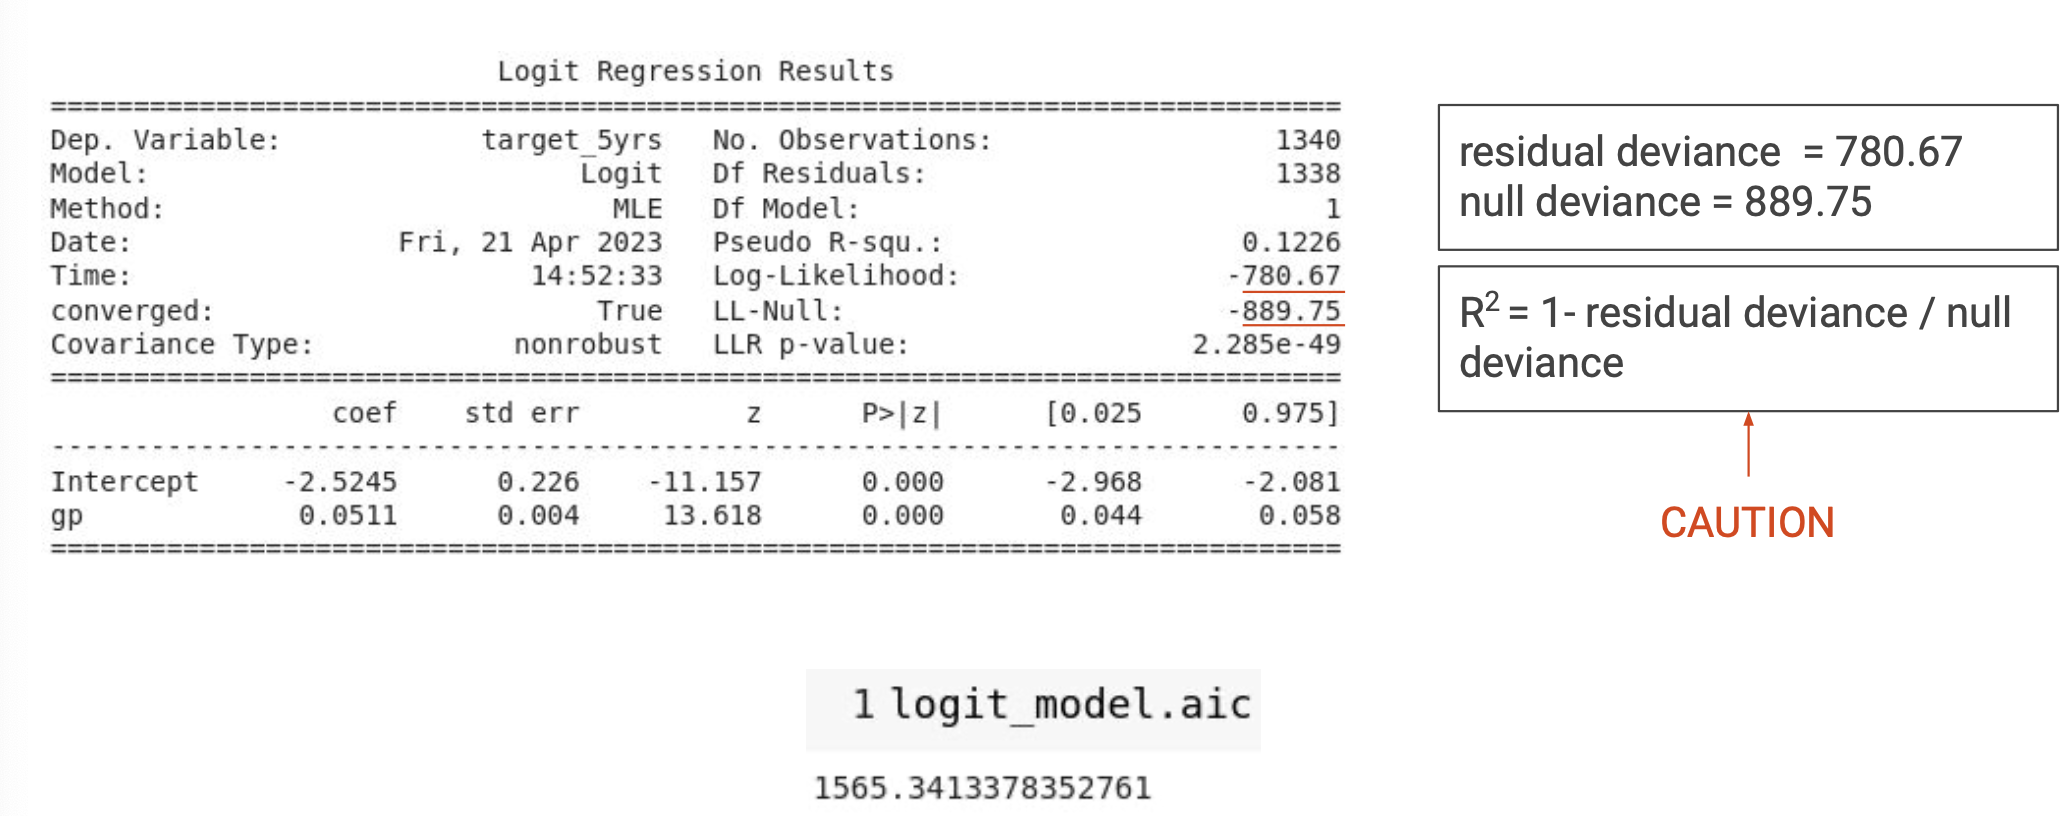 Logit Regression Results
==============================================================================
Dep. Variable: target_5yrs No. Observations: 1340
Model: Logit Df Residuals: 1338
Method: MLE Df Model: 1
Date: Fri, 21 Apr 2023 Pseudo R-squ.: 0.1226
Time: 14:52:33 Log-Likelihood: -780.67
converged: True LL-Null: -889.75
Covariance Type: nonrobust LLR p-value: 2.285e-49
==============================================================================
coef std err z P>|z| [0.025 0.975]
------------------------------------------------------------------------------
Intercept -2.5245 0.226 -11.157 0.000 -2.968 -2.081
gp 0.0511 0.004 13.618 0.000 0.044 0.058
==============================================================================
residual deviance = 780.67
null deviance = 889.75
R² = 1- residual deviance / null
deviance
CAUTION
1 logit_model.aic
1565.3413378352761